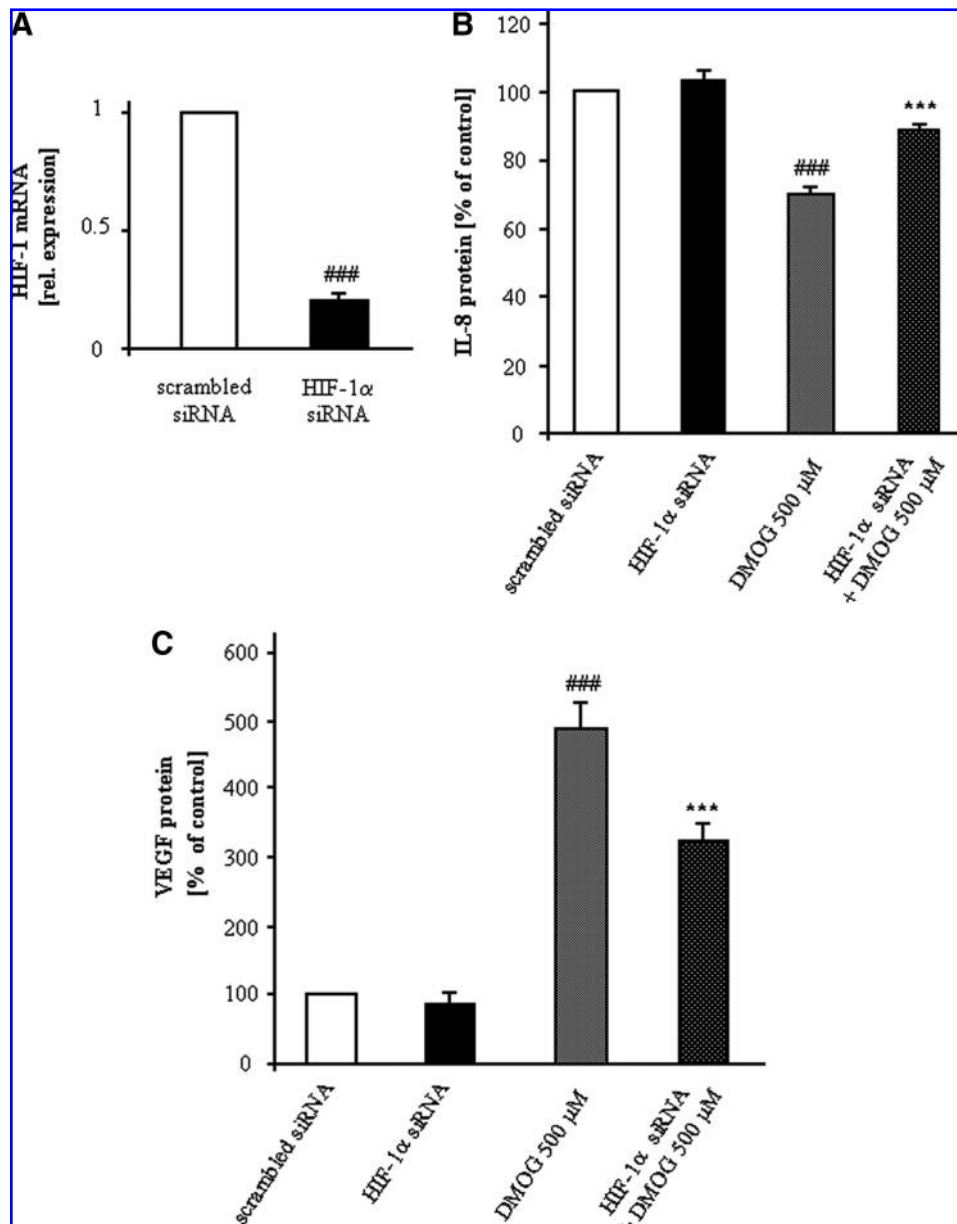 A
HIF-1 mRNA
[rel. expression]
1
0.5
0
###
scrambled
siRNA
HIF-1α
siRNA
B
IL-8 protein [% of control]
120
100
80
60
40
20
0
###
***
scrambled siRNA
HIF-1α siRNA
DMOG 500 µM
HIF-1α siRNA
+ DMOG 500 µM
C
VEGF protein
[% of control]
600
500
400
300
200
100
0
###
***
scrambled siRNA
HIF-1α siRNA
DMOG 500 µM
HIF-1α siRNA
+ DMOG 500 µM